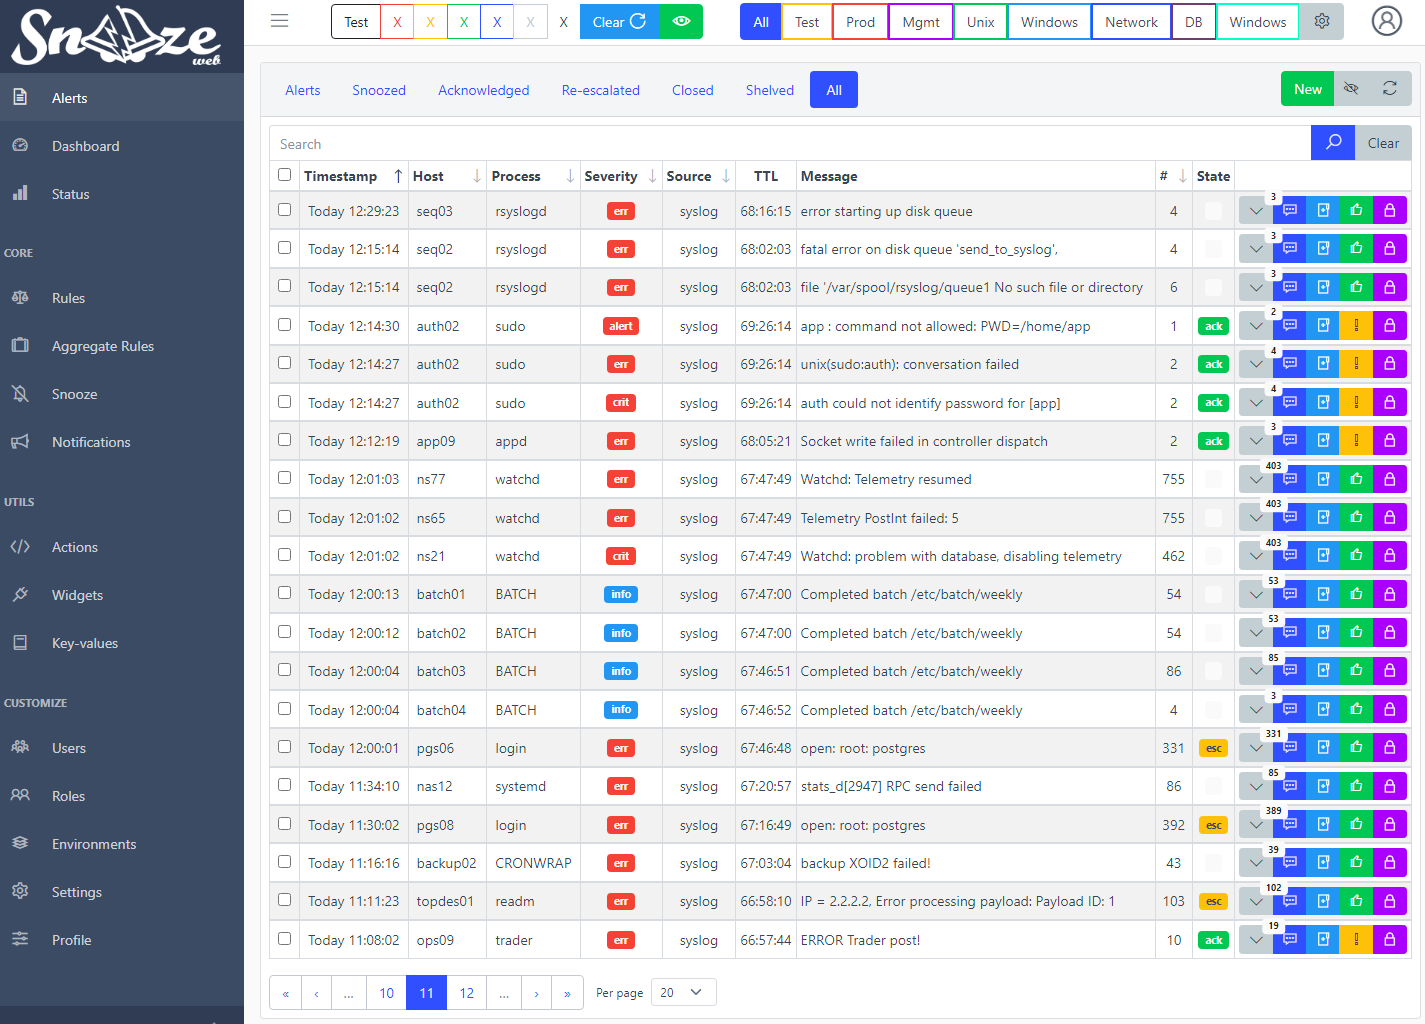 Snooze
web
Test X X X X X X Clear
All Test Prod Mgmt Unix Windows Network DB Windows
Alerts
Dashboard
Status
CORE
Rules
Aggregate Rules
Snooze
Notifications
UTILS
Actions
Widgets
Key-values
CUSTOMIZE
Users
Roles
Environments
Settings
Profile
Alerts Snoozed Acknowledged Re-escalated Closed Shelved All New
Search Clear
Timestamp Host Process Severity Source TTL Message # State
Today 12:29:23 seq03 rsyslogd err syslog 68:16:15 error starting up disk queue 4 3
Today 12:15:14 seq02 rsyslogd err syslog 68:02:03 fatal error on disk queue 'send_to_syslog', 4 3
Today 12:15:14 seq02 rsyslogd err syslog 68:02:03 file '/var/spool/rsyslog/queue1 No such file or directory 6 3
Today 12:14:30 auth02 sudo alert syslog 69:26:14 app : command not allowed: PWD=/home/app 1 ack 2
Today 12:14:27 auth02 sudo err syslog 69:26:14 unix(sudo:auth): conversation failed 2 ack 4
Today 12:14:27 auth02 sudo crit syslog 69:26:14 auth could not identify password for [app] 2 ack 4
Today 12:12:19 app09 appd err syslog 68:05:21 Socket write failed in controller dispatch 2 ack 3
Today 12:01:03 ns77 watchd err syslog 67:47:49 Watchd: Telemetry resumed 755 403
Today 12:01:02 ns65 watchd err syslog 67:47:49 Telemetry PostInt failed: 5 755 403
Today 12:01:02 ns21 watchd crit syslog 67:47:49 Watchd: problem with database, disabling telemetry 462 403
Today 12:00:13 batch01 BATCH info syslog 67:47:00 Completed batch /etc/batch/weekly 54 53
Today 12:00:12 batch02 BATCH info syslog 67:47:00 Completed batch /etc/batch/weekly 54 53
Today 12:00:04 batch03 BATCH info syslog 67:46:51 Completed batch /etc/batch/weekly 86 85
Today 12:00:04 batch04 BATCH info syslog 67:46:52 Completed batch /etc/batch/weekly 4 3
Today 12:00:01 pgs06 login err syslog 67:46:48 open: root: postgres 331 esc 331
Today 11:34:10 nas12 systemd err syslog 67:20:57 stats_d[2947] RPC send failed 86 85
Today 11:30:02 pgs08 login err syslog 67:16:49 open: root: postgres 392 esc 389
Today 11:16:16 backup02 CRONWRAP err syslog 67:03:04 backup XOID2 failed! 43 39
Today 11:11:23 topdes01 readm err syslog 66:58:10 IP = 2.2.2.2, Error processing payload: Payload ID: 1 103 esc 102
Today 11:08:02 ops09 trader err syslog 66:57:44 ERROR Trader post! 10 ack 19
« ‹ ... 10 11 12 ... › » Per page 20